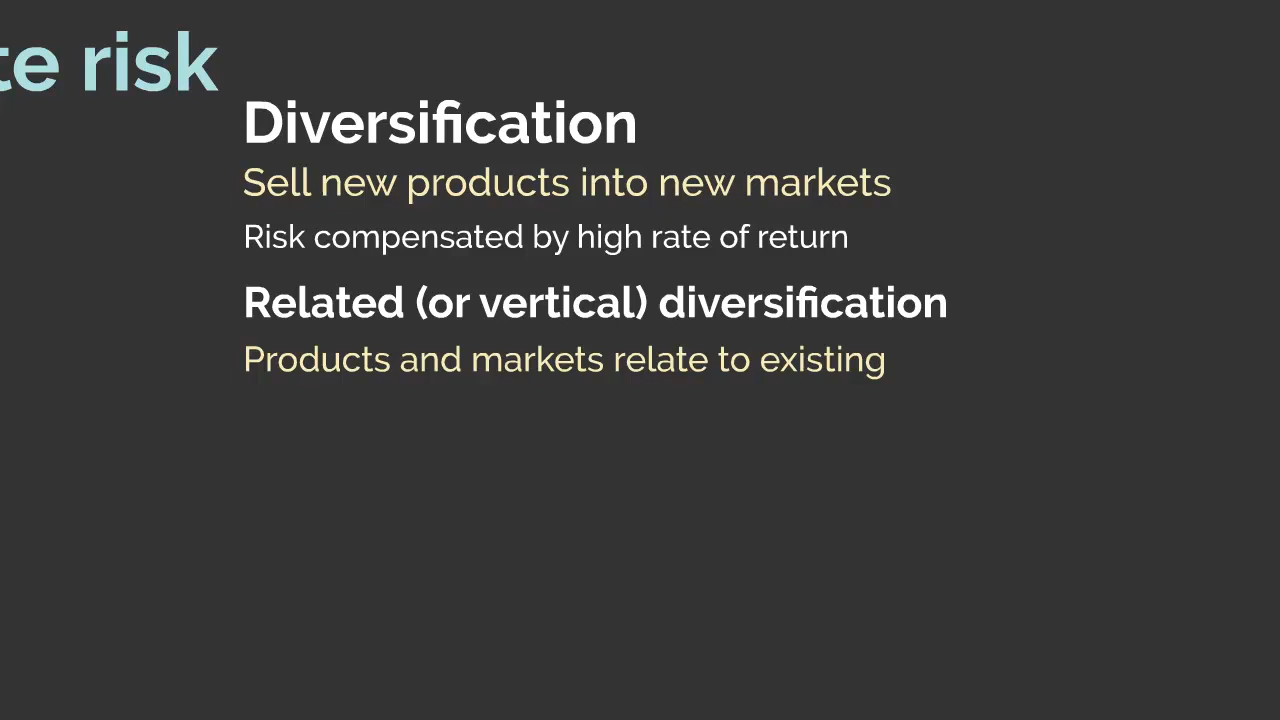 te risk
Diversification
Sell new products into new markets
Risk compensated by high rate of return
Related (or vertical) diversification
Products and markets relate to existing